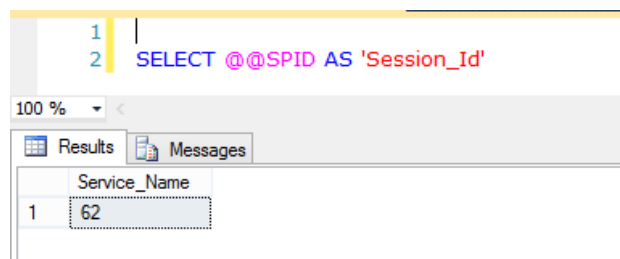 1
2 SELECT @@SPID AS 'Session_Id'
100 %
Results Messages
Service_Name
1 62